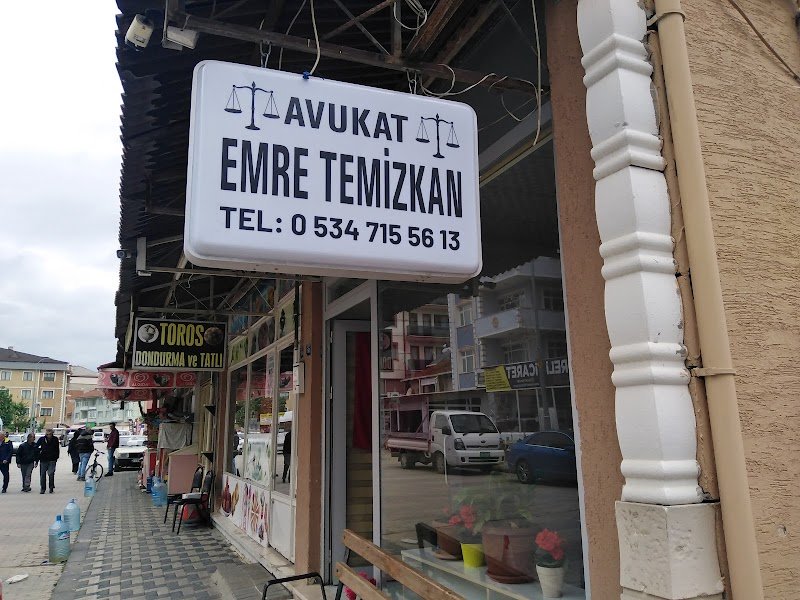 AVUKAT
EMRE TEMİZKAN
TEL: 0 534 715 56 13
TOROS
DONDURMA ve TATLI